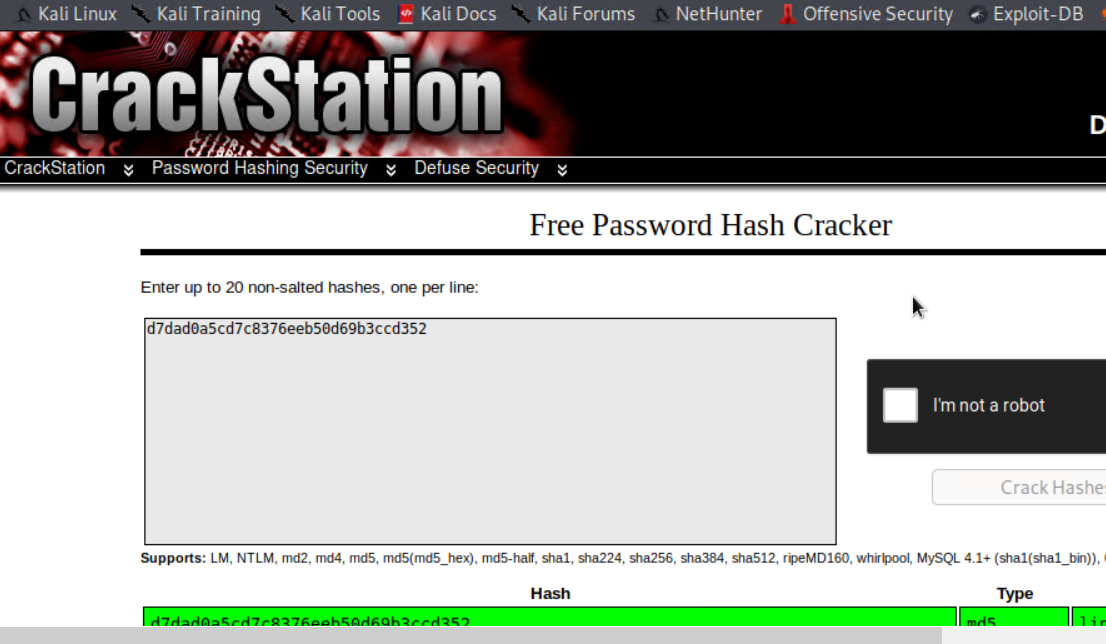 Kali Linux Kali Training Kali Tools Kali Docs Kali Forums NetHunter Offensive Security Exploit-DB
CrackStation
D
CrackStation Password Hashing Security Defuse Security
Free Password Hash Cracker
Enter up to 20 non-salted hashes, one per line:
d7dad0a5cd7c8376eeb50d69b3ccd352
I'm not a robot
Crack Hashes
Supports: LM, NTLM, md2, md4, md5, md5(md5_hex), md5-half, sha1, sha224, sha256, sha384, sha512, ripeMD160, whirlpool, MySQL 4.1+ (sha1(sha1_bin)),
Hash Type
d7dad0a5cd7c8376eeb50d69b3ccd352 md5 lin